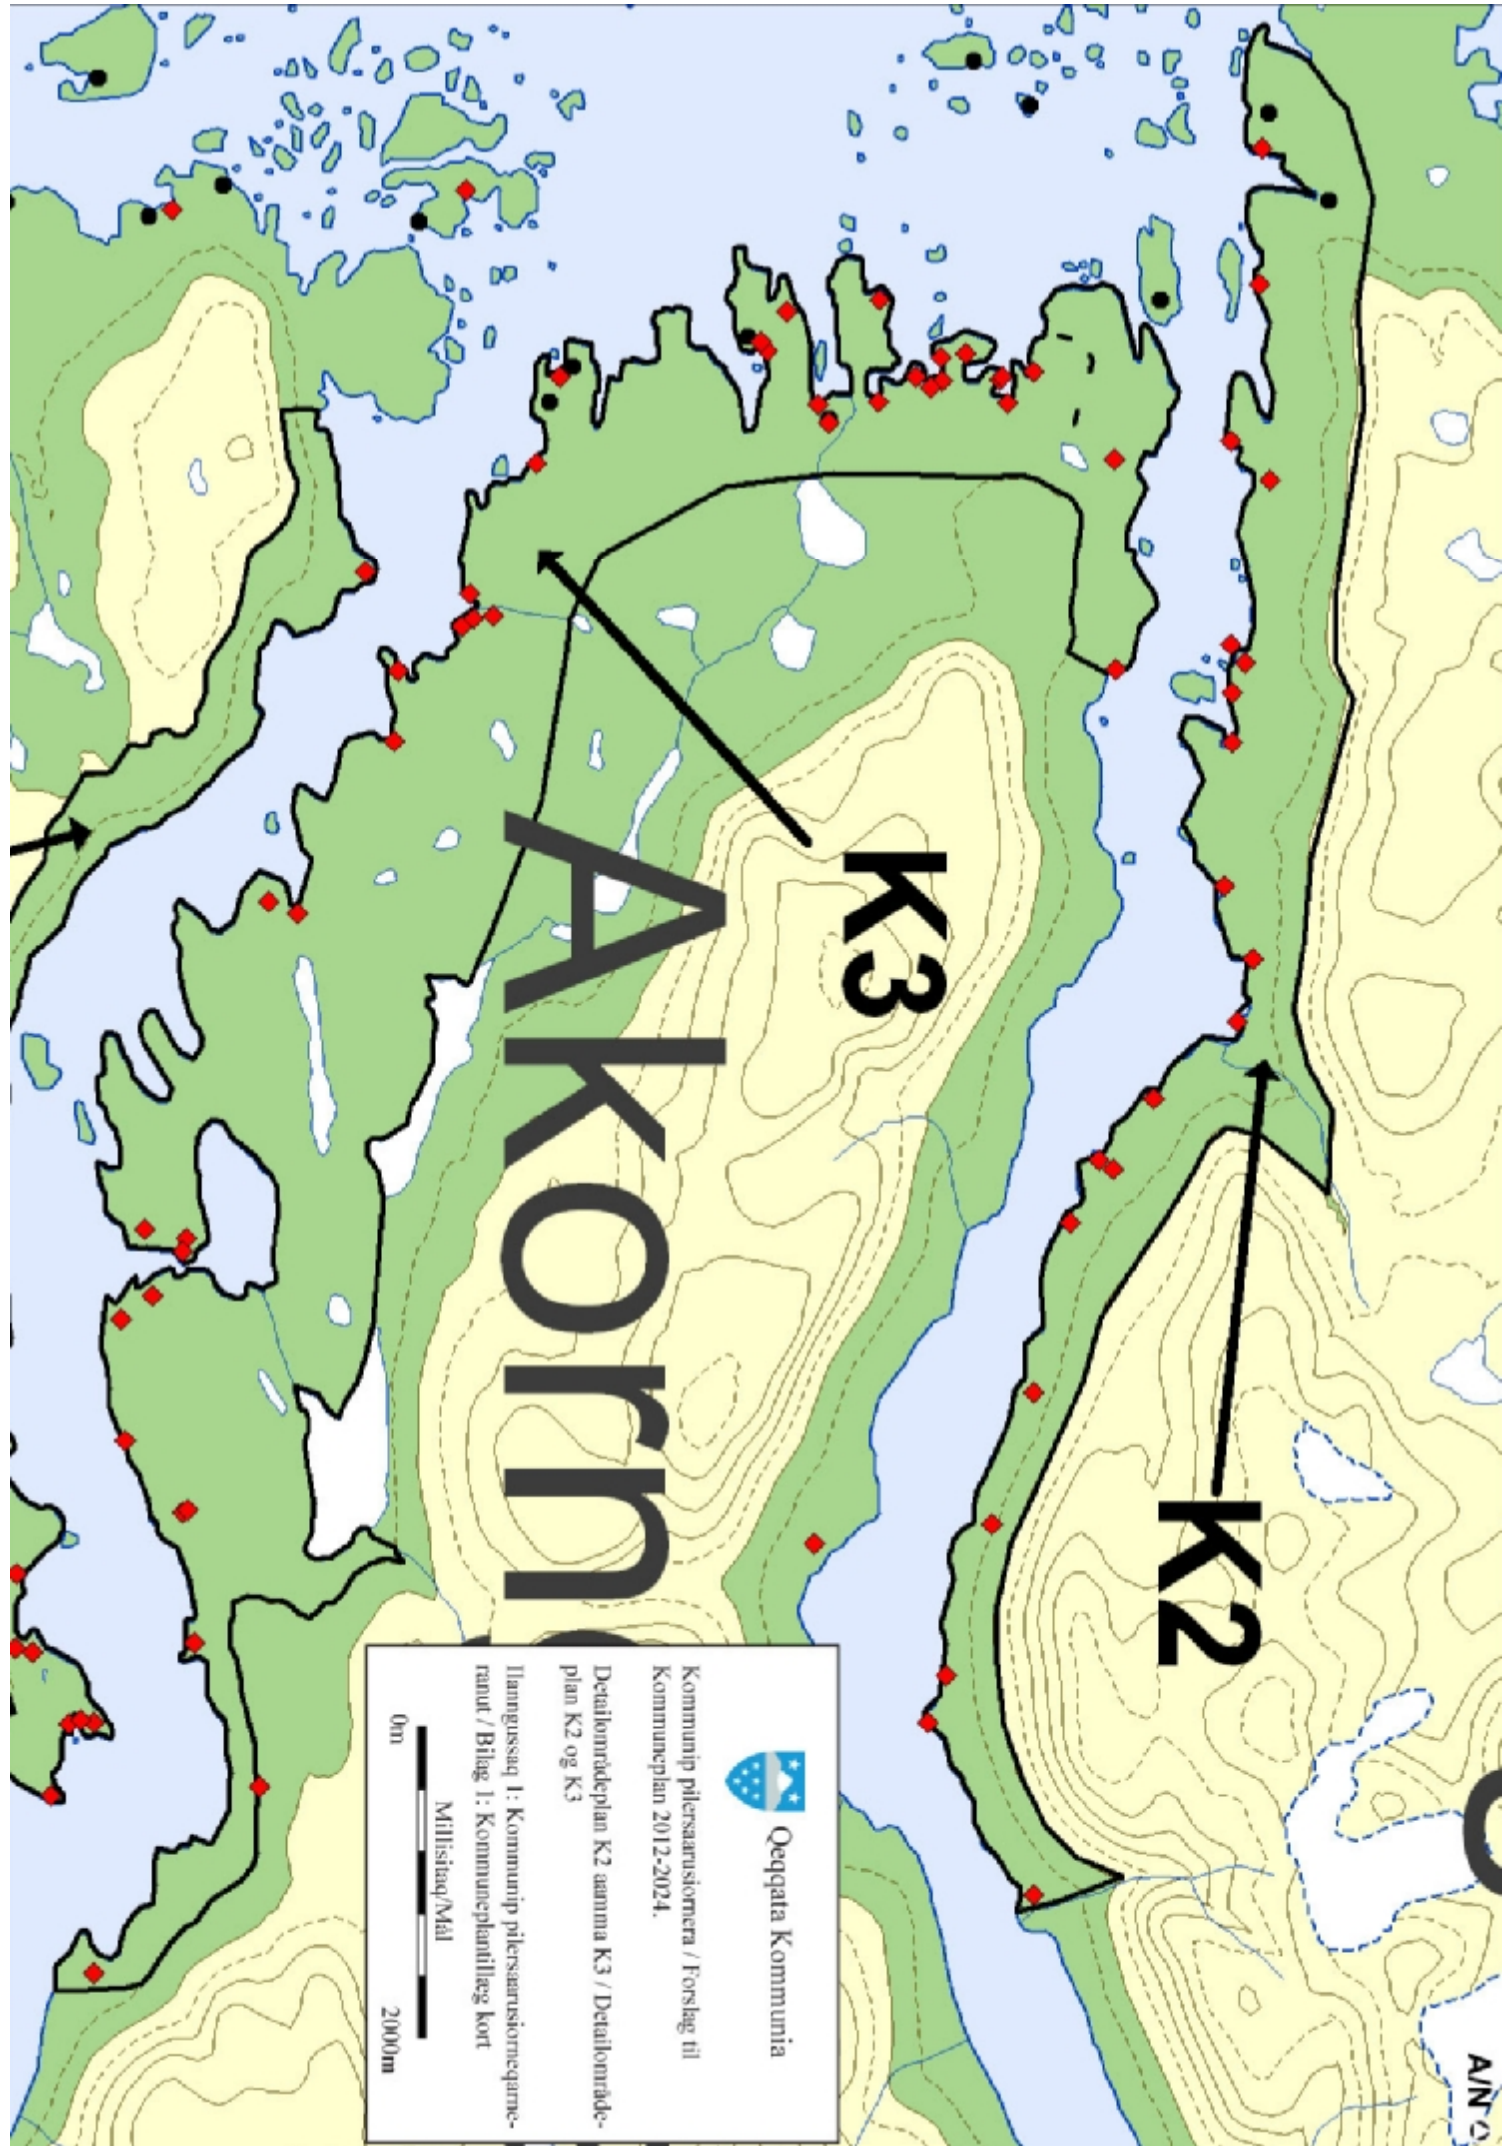 K3
K2
Akorn
Qeqqata Kommunia
Kommunip pilersaarusiornera / Forslag til
Kommuneplan 2012-2024.
Detailområdeplan K2 aamma K3 / Detailområde-
plan K2 og K3
Ilanngussaq 1: Kommunip pilersaarusiorneqarne-
ranut / Bilag 1: Kommuneplantillæg kort
0m
2000m
Millisitaq/Mål
A/N